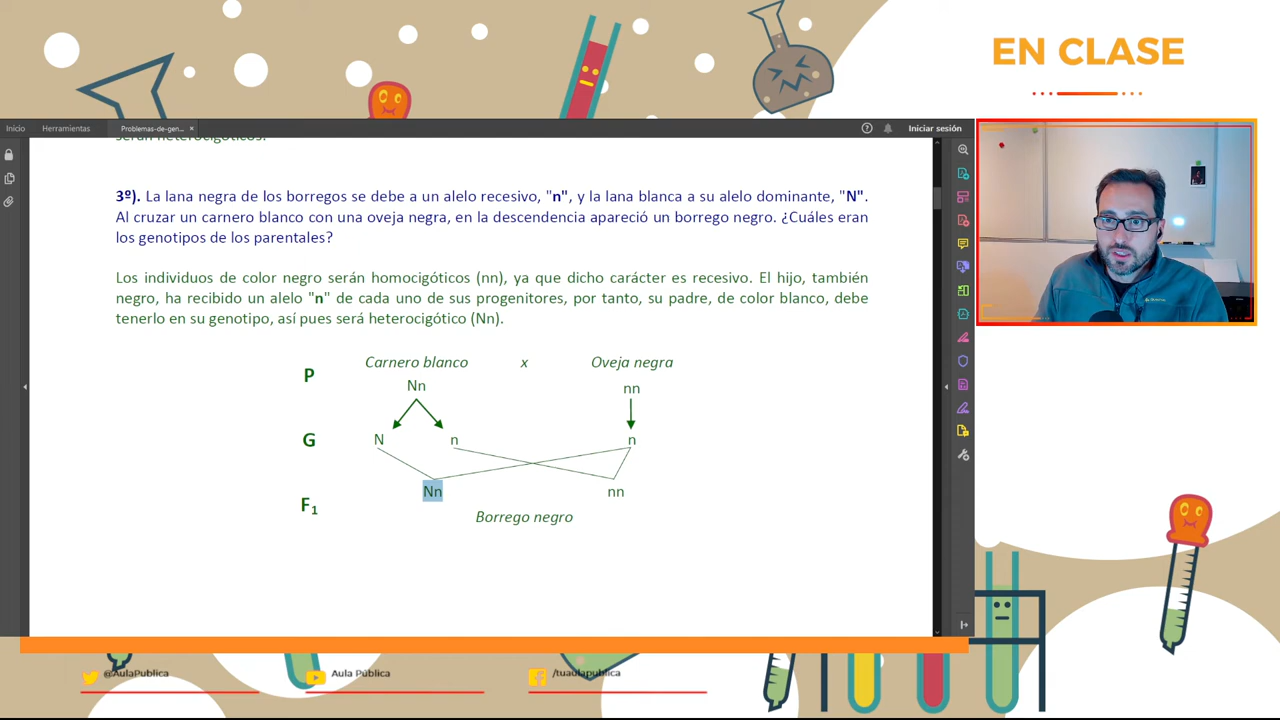 EN CLASE
Inicio
Herramientas
Problemas-de-gen...
×
Iniciar sesión
serán heterocigóticos.
3º). La lana negra de los borregos se debe a un alelo recesivo, "n", y la lana blanca a su alelo dominante, "N".
Al cruzar un carnero blanco con una oveja negra, en la descendencia apareció un borrego negro. ¿Cuáles eran
los genotipos de los parentales?
Los individuos de color negro serán homocigóticos (nn), ya que dicho carácter es recesivo. El hijo, también
negro, ha recibido un alelo "n" de cada uno de sus progenitores, por tanto, su padre, de color blanco, debe
tenerlo en su genotipo, así pues será heterocigótico (Nn).
Carnero blanco x Oveja negra
P
Nn nn
G N n n
Nn nn
F₁
Borrego negro
@AulaPublica
Aula Pública
/tuaulapublica